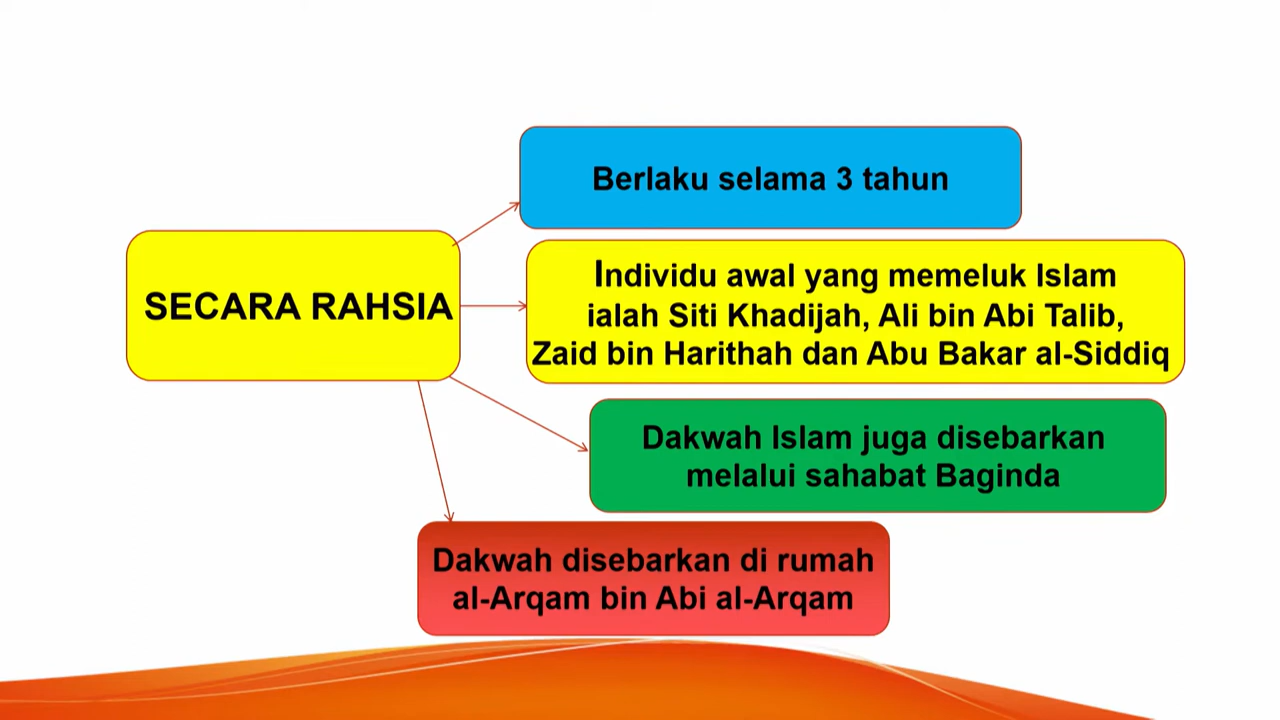 SECARA RAHSIA
Berlaku selama 3 tahun
Individu awal yang memeluk Islam
ialah Siti Khadijah, Ali bin Abi Talib,
Zaid bin Harithah dan Abu Bakar al-Siddiq
Dakwah Islam juga disebarkan
melalui sahabat Baginda
Dakwah disebarkan di rumah
al-Arqam bin Abi al-Arqam